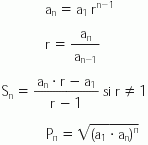 aₙ = a₁ rⁿ⁻¹
r = aₙ / aₙ₋₁
Sₙ = (aₙ · r − a₁) / (r − 1) si r ≠ 1
Pₙ = √((a₁ · aₙ)ⁿ)